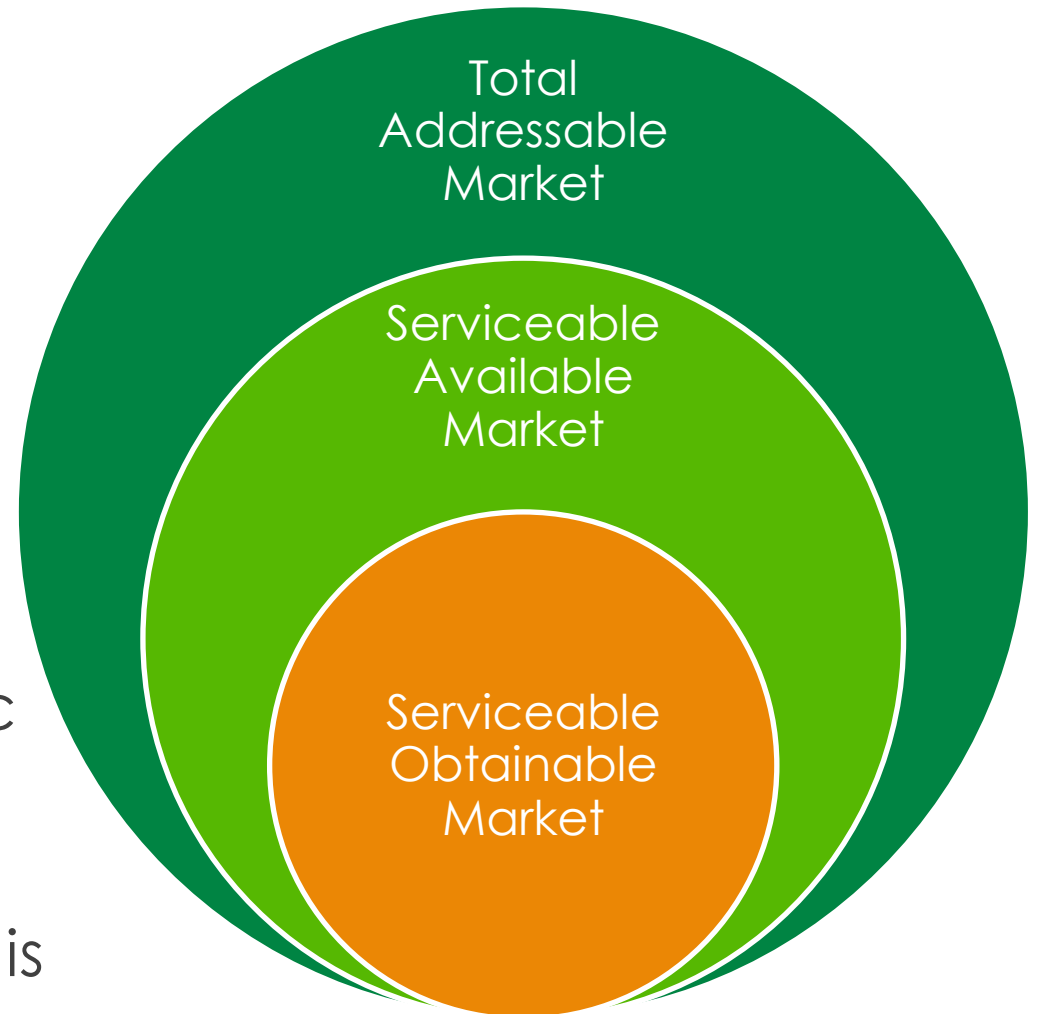 Total
Addressable
Market
Serviceable
Available
Market
c
Serviceable
Obtainable
Market
is